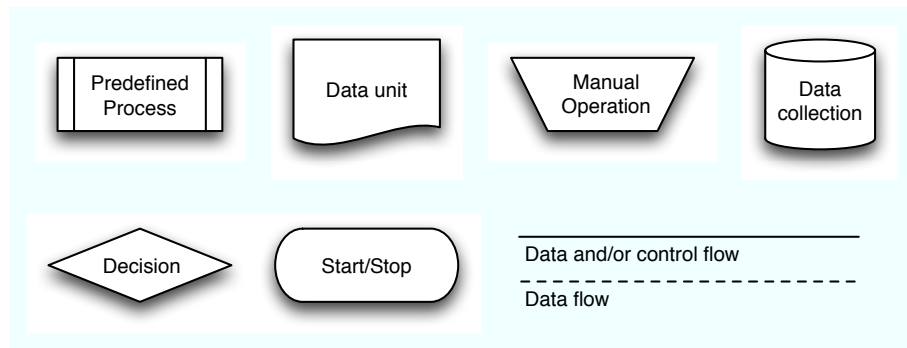 Predefined
Process
Data unit
Manual
Operation
Data
collection
Decision
Start/Stop
Data and/or control flow
Data flow